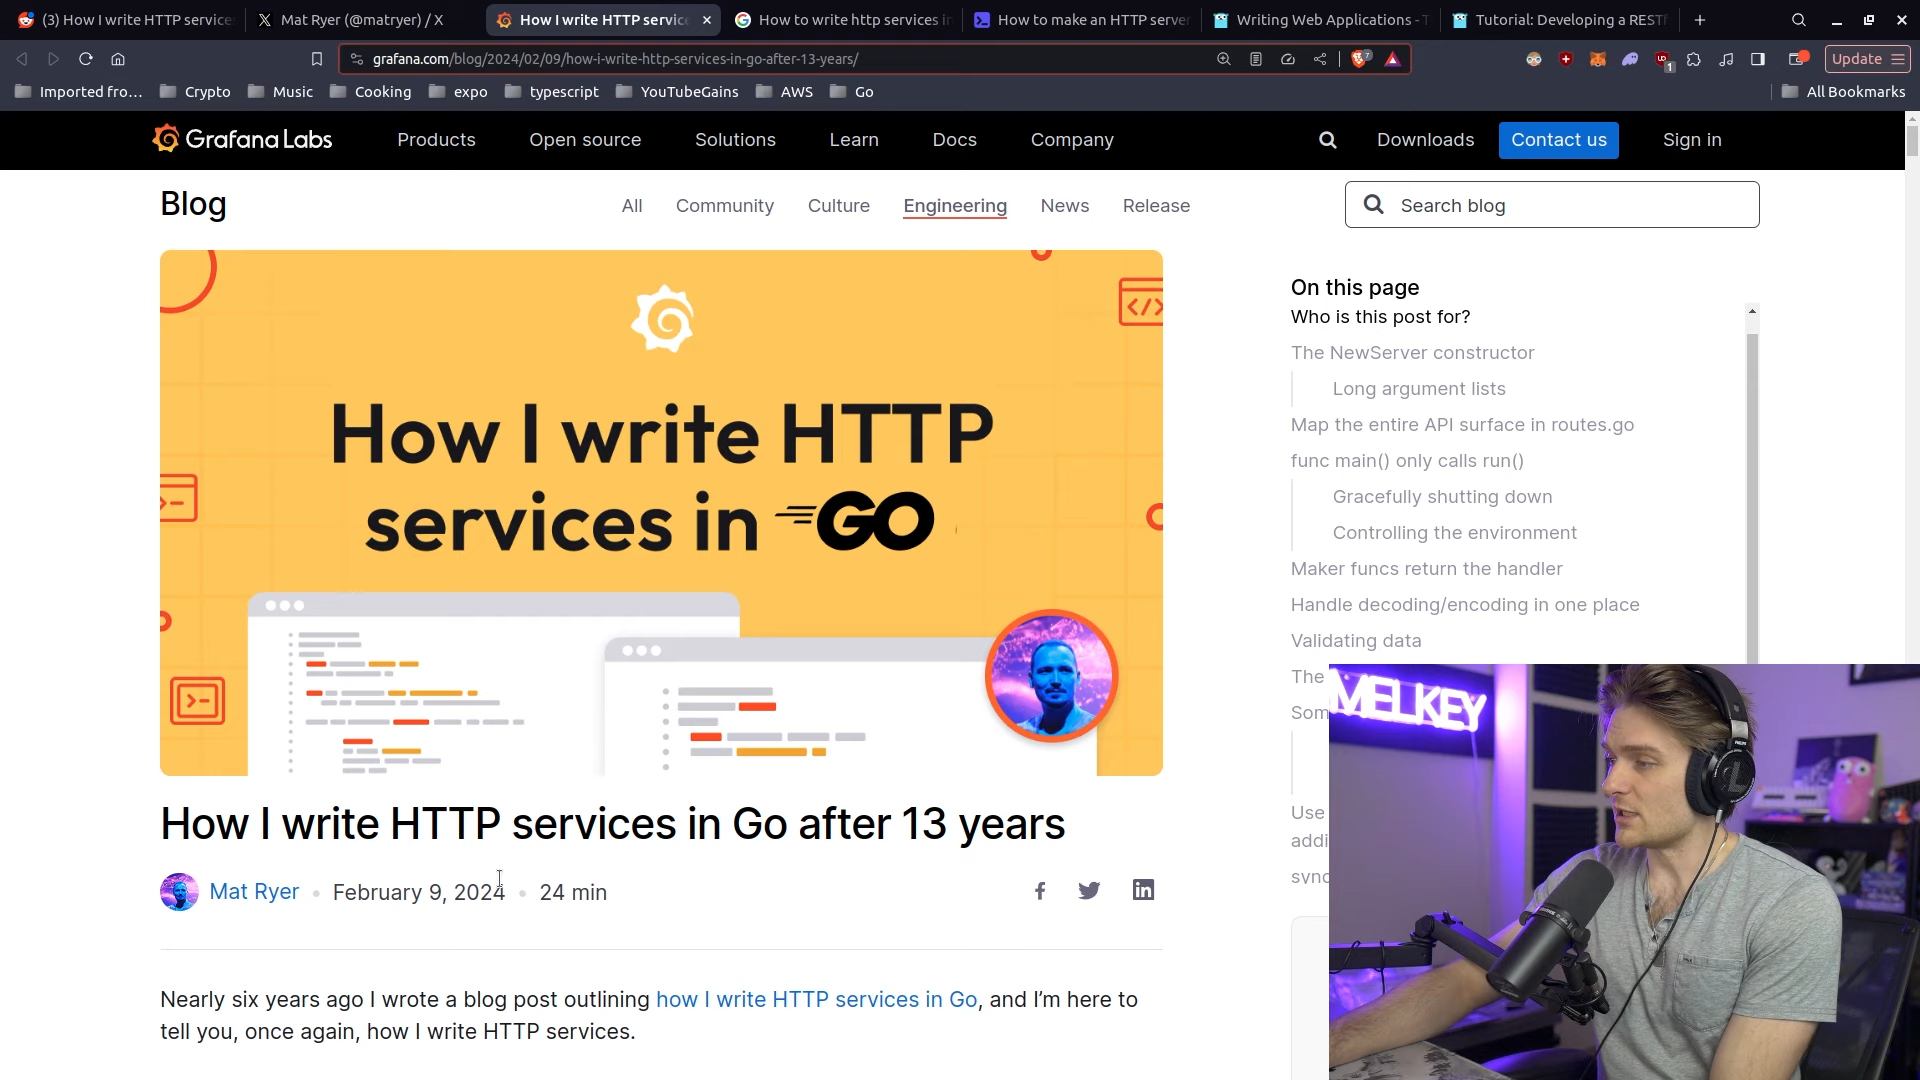 (3) How I write HTTP service
Mat Ryer (@matryer) / X
How I write HTTP servic
How to write http services i
How to make an HTTP server
Writing Web Applications - T
Tutorial: Developing a REST
grafana.com/blog/2024/02/09/how-i-write-http-services-in-go-after-13-years/
7
1
Update
Imported fro...
Crypto
Music
Cooking
expo
typescript
YouTubeGains
AWS
Go
All Bookmarks
Grafana Labs
Products
Open source
Solutions
Learn
Docs
Company
Downloads
Contact us
Sign in
Blog
All
Community
Culture
Engineering
News
Release
Search blog
How I write HTTP
services in GO
How I write HTTP services in Go after 13 years
Mat Ryer • February 9, 2024 • 24 min
Nearly six years ago I wrote a blog post outlining how I write HTTP services in Go, and I’m here to
tell you, once again, how I write HTTP services.
On this page
Who is this post for?
The NewServer constructor
Long argument lists
Map the entire API surface in routes.go
func main() only calls run()
Gracefully shutting down
Controlling the environment
Maker funcs return the handler
Handle decoding/encoding in one place
Validating data
The
Som
Use
addi
sync
MELKEY